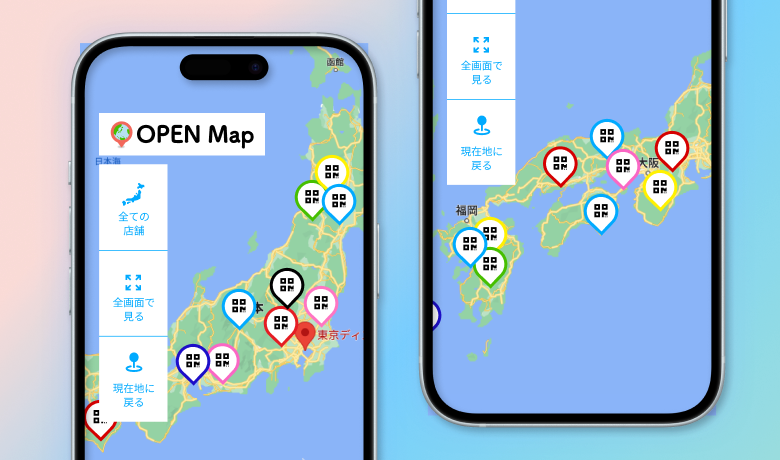 函館
OPEN Map
日本海
全ての
店舗
全画面で
見る
本
東京ディ
現在地に
戻る
全画面で
見る
現在地に
戻る
大阪
福岡